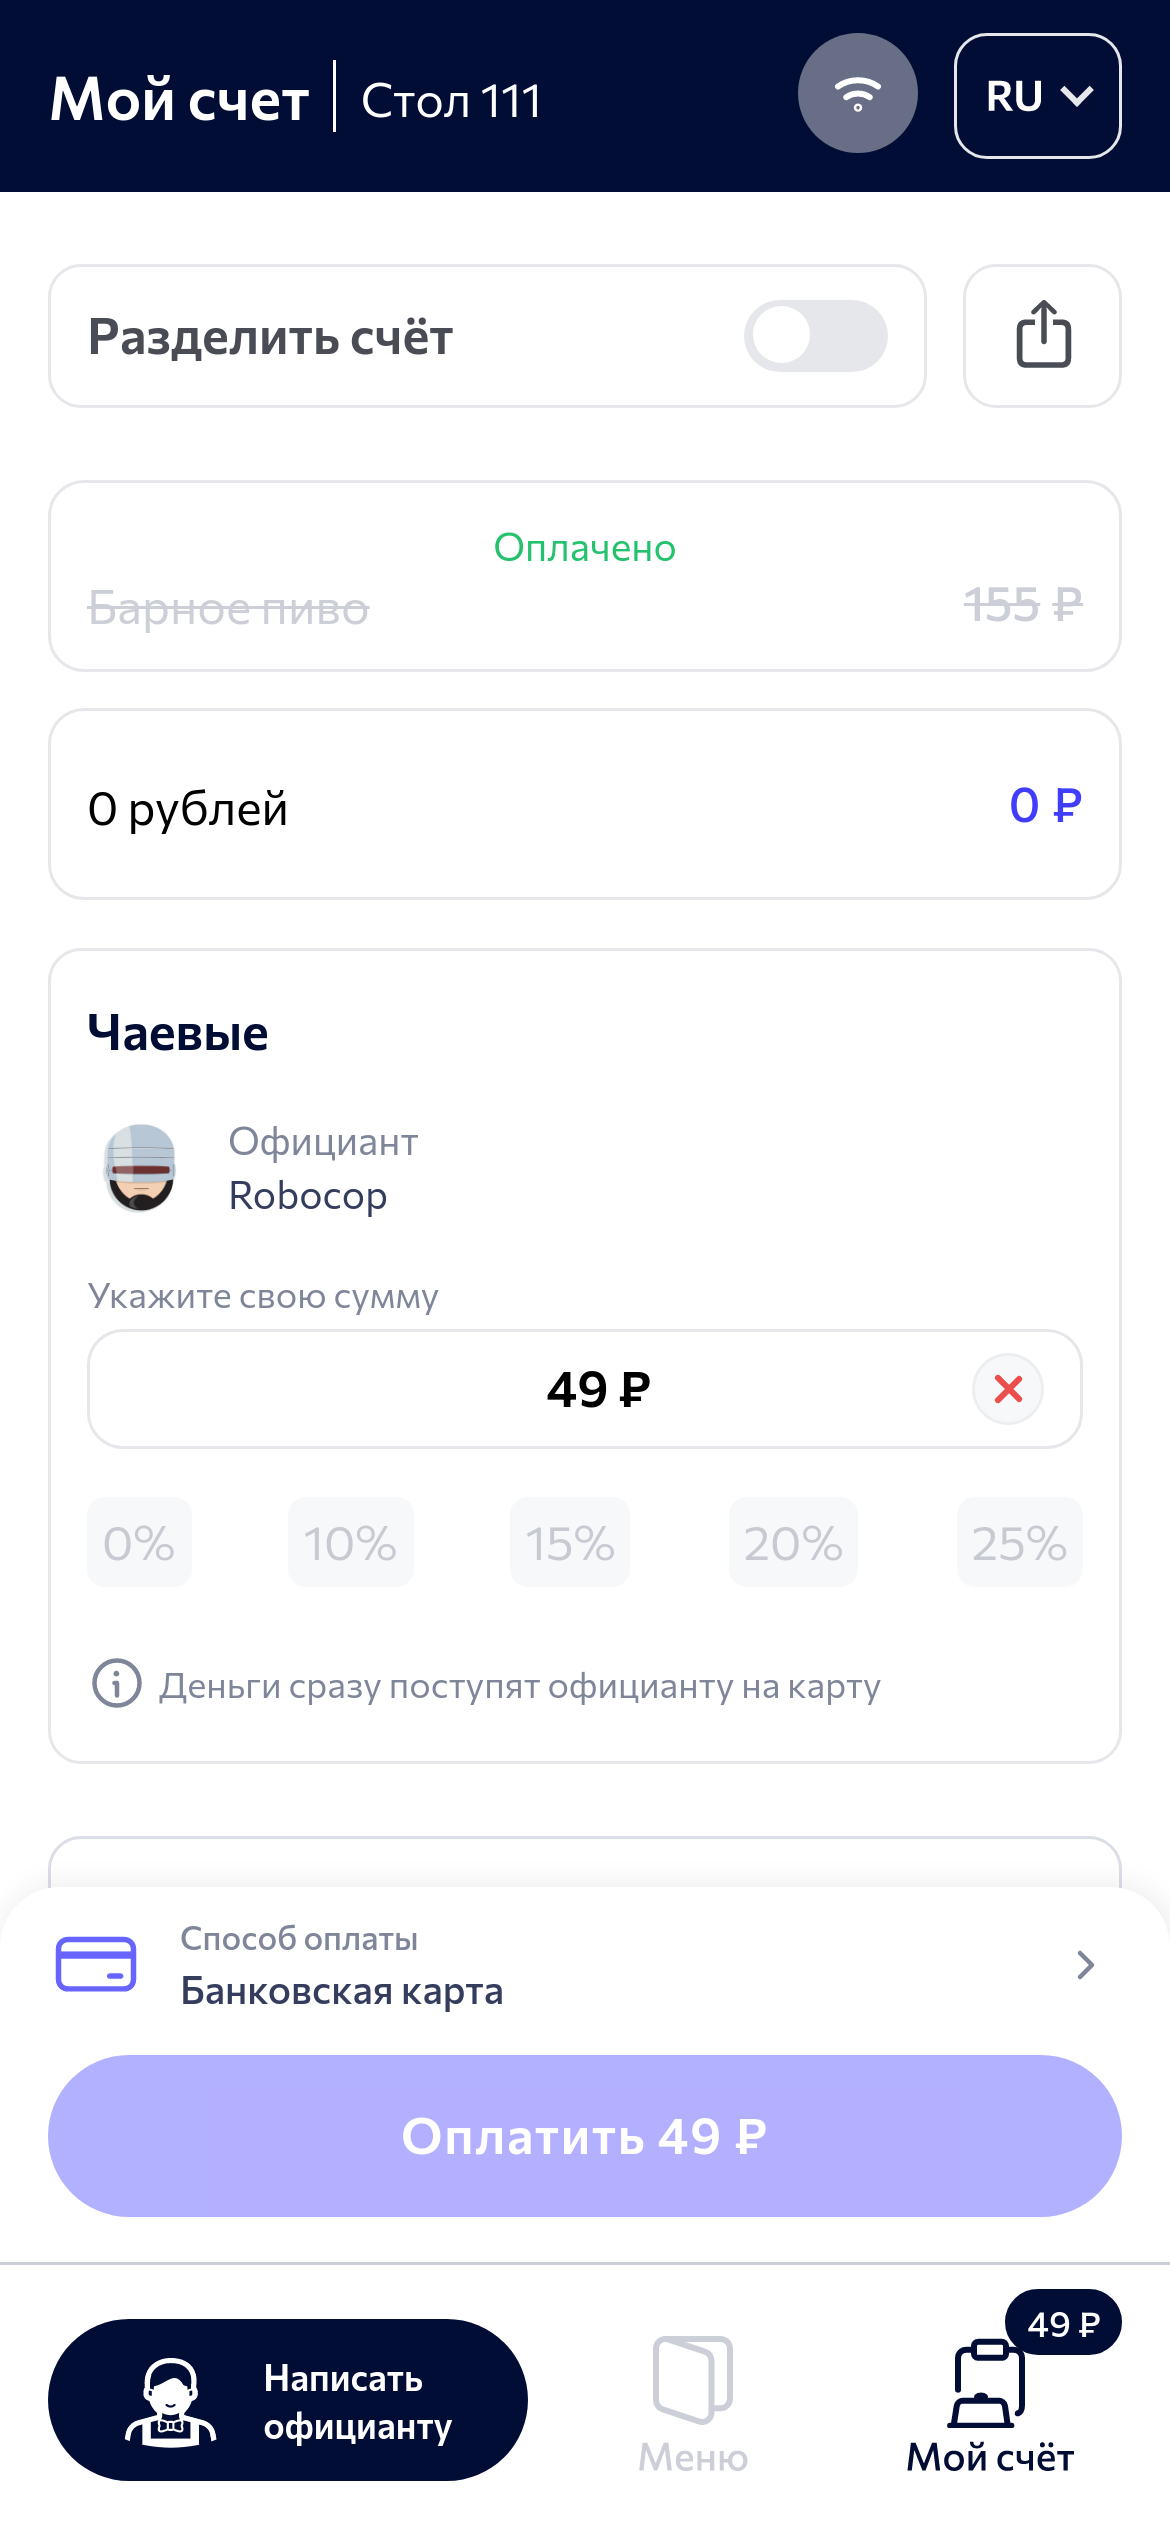 Мой счет
Стол 111
RU
Разделить счёт
Оплачено
Барное пиво
155 ₽
0 рублей
0 ₽
Чаевые
Официант
Robocop
Укажите свою сумму
49 ₽
0%
10%
15%
20%
25%
Деньги сразу поступят официанту на карту
Способ оплаты
Банковская карта
Оплатить 49 ₽
Написать
официанту
Меню
49 ₽
Мой счёт